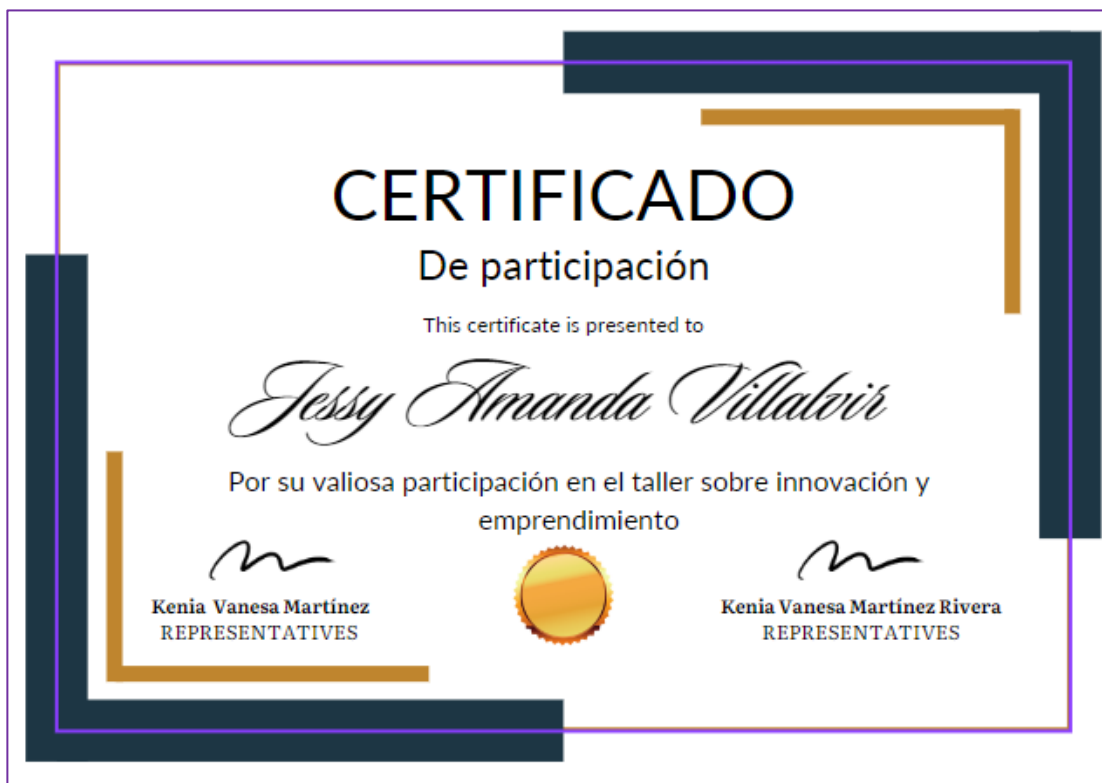 CERTIFICADO
De participación
This certificate is presented to
Jessy Amanda Villalvir
Por su valiosa participación en el taller sobre innovación y
emprendimiento
Kenia Vanesa Martínez
REPRESENTATIVES
Kenia Vanesa Martínez Rivera
REPRESENTATIVES